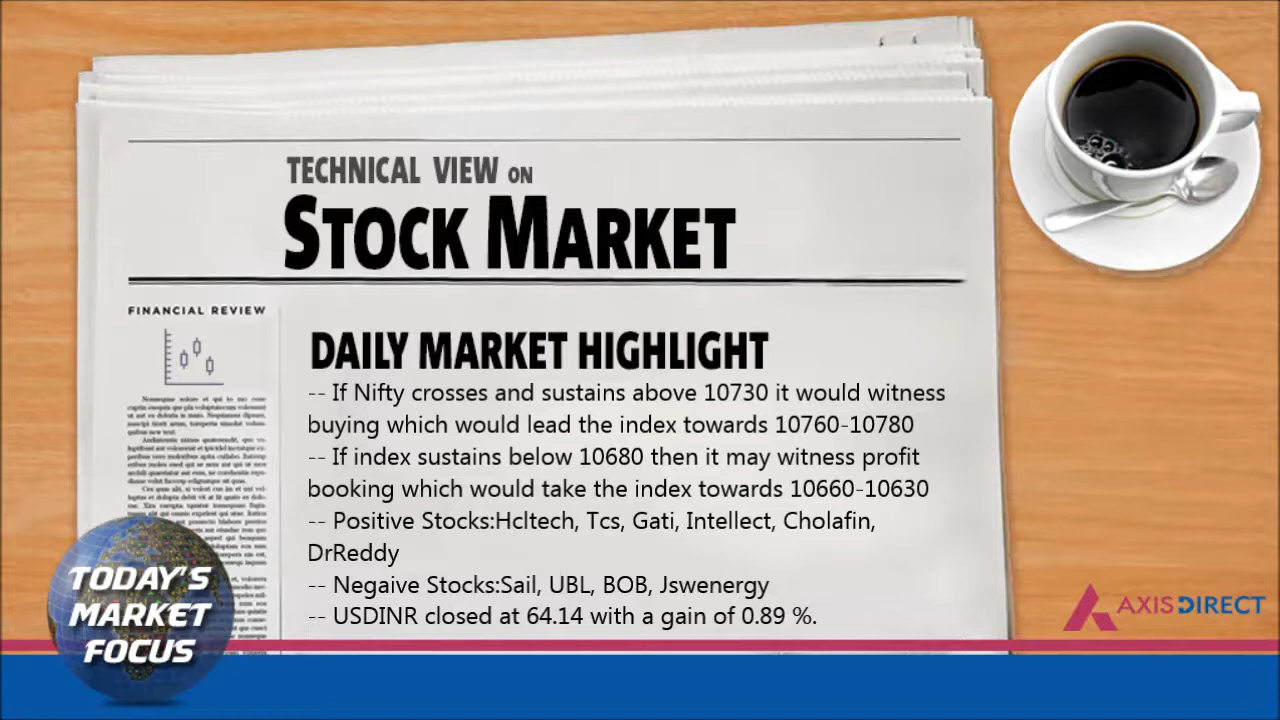 TECHNICAL VIEW ON
STOCK MARKET
FINANCIAL REVIEW
DAILY MARKET HIGHLIGHT
-- If Nifty crosses and sustains above 10730 it would witness
buying which would lead the index towards 10760-10780
-- If index sustains below 10680 then it may witness profit
booking which would take the index towards 10660-10630
-- Positive Stocks:Hcltech, Tcs, Gati, Intellect, Cholafin,
DrReddy
-- Negaive Stocks:Sail, UBL, BOB, Jswenergy
-- USDINR closed at 64.14 with a gain of 0.89 %.
TODAY'S
MARKET
FOCUS
AXIS DIRECT